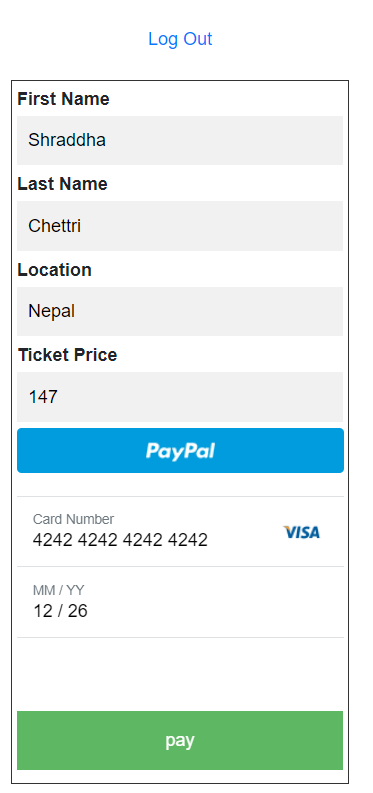 Log Out
First Name
Shraddha
Last Name
Chettri
Location
Nepal
Ticket Price
147
PayPal
Card Number
4242 4242 4242 4242
VISA
MM / YY
12 / 26
pay